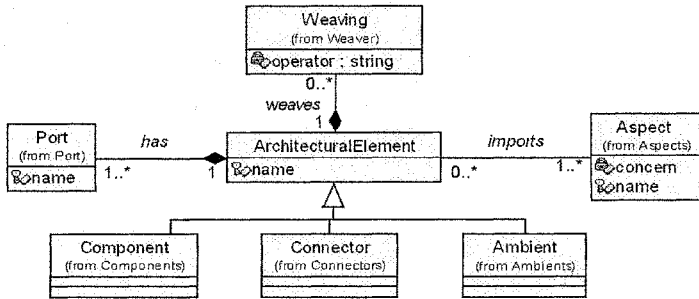 Weaving
(from Weaver)
operator : string
0..*
weaves
1
Port
(from Port)
name
has
1..*
1
ArchitecturalElement
name
imports
0..*
1..*
Aspect
(from Aspects)
concern
name
Component
(from Components)
Connector
(from Connectors)
Ambient
(from Ambients)